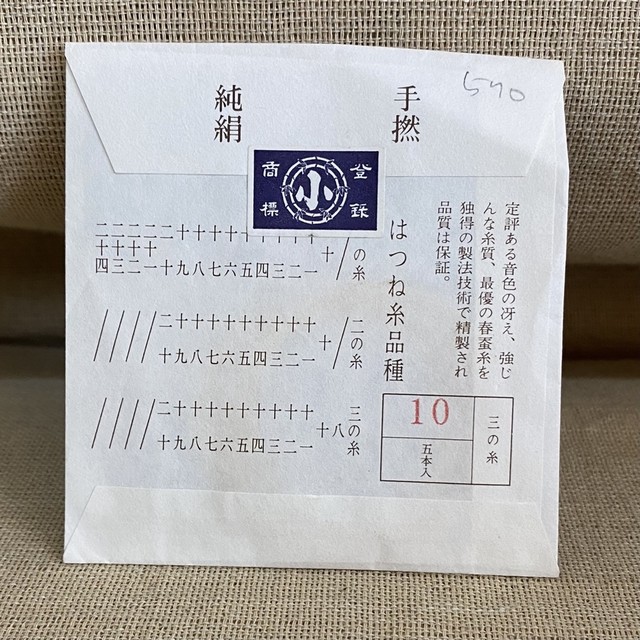 570
手撚
純絹
登録
小
商標
定評ある音色の冴え、強じ
んな糸質、最優の春蚕糸を
独得の製法技術で精製され
品質は保証。
はつね糸品種
三の糸
10
五本入
の糸
/
十
十一
十二
十三
十四
十五
十六
十七
十八
十九
二十
二十一
二十二
二十三
二十四
二の糸
/
十
十一
十二
十三
十四
十五
十六
十七
十八
十九
二十
/
/
/
/
三の糸
八
十
十一
十二
十三
十四
十五
十六
十七
十八
十九
二十
/
/
/
/